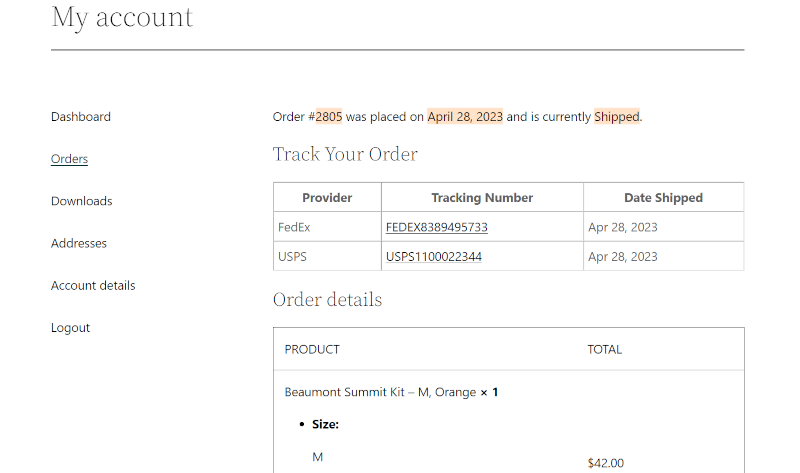 My account
Dashboard
Orders
Downloads
Addresses
Account details
Logout
Order #2805 was placed on April 28, 2023 and is currently Shipped.
Track Your Order
Provider Tracking Number Date Shipped
FedEx FEDEX8389495733 Apr 28, 2023
USPS USPS1100022344 Apr 28, 2023
Order details
PRODUCT TOTAL
Beaumont Summit Kit – M, Orange × 1
• Size:
M
$42.00